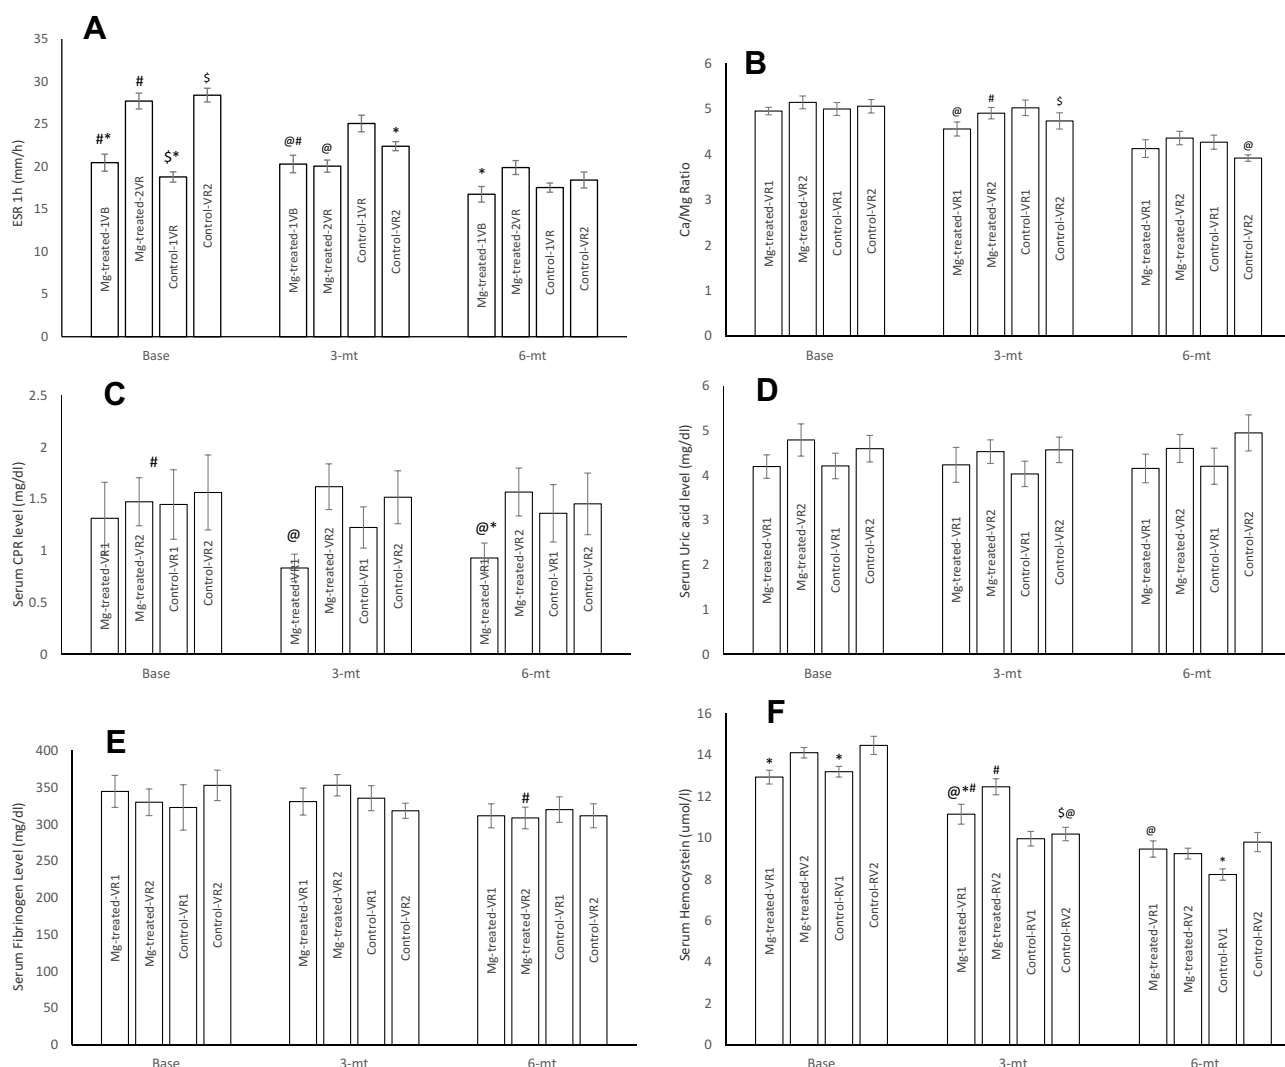 A
ESR 1h (mm/h)
35
30
25
20
15
10
5
0
#*
#
$*
$
@#
@
*
*
Mg-treated-1VB
Mg-treated-2VR
Control-1VR
Control-VR2
Mg-treated-1VB
Mg-treated-2VR
Control-1VR
Control-VR2
Mg-treated-1VB
Mg-treated-2VR
Control-1VR
Control-VR2
Base
3-mt
6-mt
B
Ca/Mg Ratio
6
5
4
3
2
1
0
@
#
$
@
Mg-treated-VR1
Mg-treated-VR2
Control-VR1
Control-VR2
Mg-treated-VR1
Mg-treated-VR2
Control-VR1
Control-VR2
Mg-treated-VR1
Mg-treated-VR2
Control-VR1
Control-VR2
Base
3-mt
6-mt
C
Serum CPR level (mg/dl)
2.5
2
1.5
1
0.5
0
#
@
@*
Mg-treated-VR1
Mg-treated-VR2
Control-VR1
Control-VR2
Mg-treated-VR1
Mg-treated-VR2
Control-VR1
Control-VR2
Mg-treated-VR1
Mg-treated-VR2
Control-VR1
Control-VR2
Base
3-mt
6-mt
D
Serum Uric acid level (mg/dl)
6
5
4
3
2
1
0
Mg-treated-VR1
Mg-treated-VR2
Control-VR1
Control-VR2
Mg-treated-VR1
Mg-treated-VR2
Control-VR1
Control-VR2
Mg-treated-VR1
Mg-treated-VR2
Control-VR1
Control-VR2
Base
3-mt
6-mt
E
Serum Fibrinogen Level (mg/dl)
400
350
300
250
200
150
100
50
0
#
Mg-treated-VR1
Mg-treated-VR2
Control-VR1
Control-VR2
Mg-treated-VR1
Mg-treated-VR2
Control-VR1
Control-VR2
Mg-treated-VR1
Mg-treated-VR2
Control-VR1
Control-VR2
Base
3-mt
6-mt
F
Serum Hemocystein (umol/l)
16
14
12
10
8
6
4
2
0
*
*
@*#
#
$@
@
*
Mg-treated-VR1
Mg-treated-RV2
Control-RV1
Control-RV2
Mg-treated-VR1
Mg-treated-RV2
Control-RV1
Control-RV2
Mg-treated-VR1
Mg-treated-RV2
Control-RV1
Control-RV2
Base
3-mt
6-mt